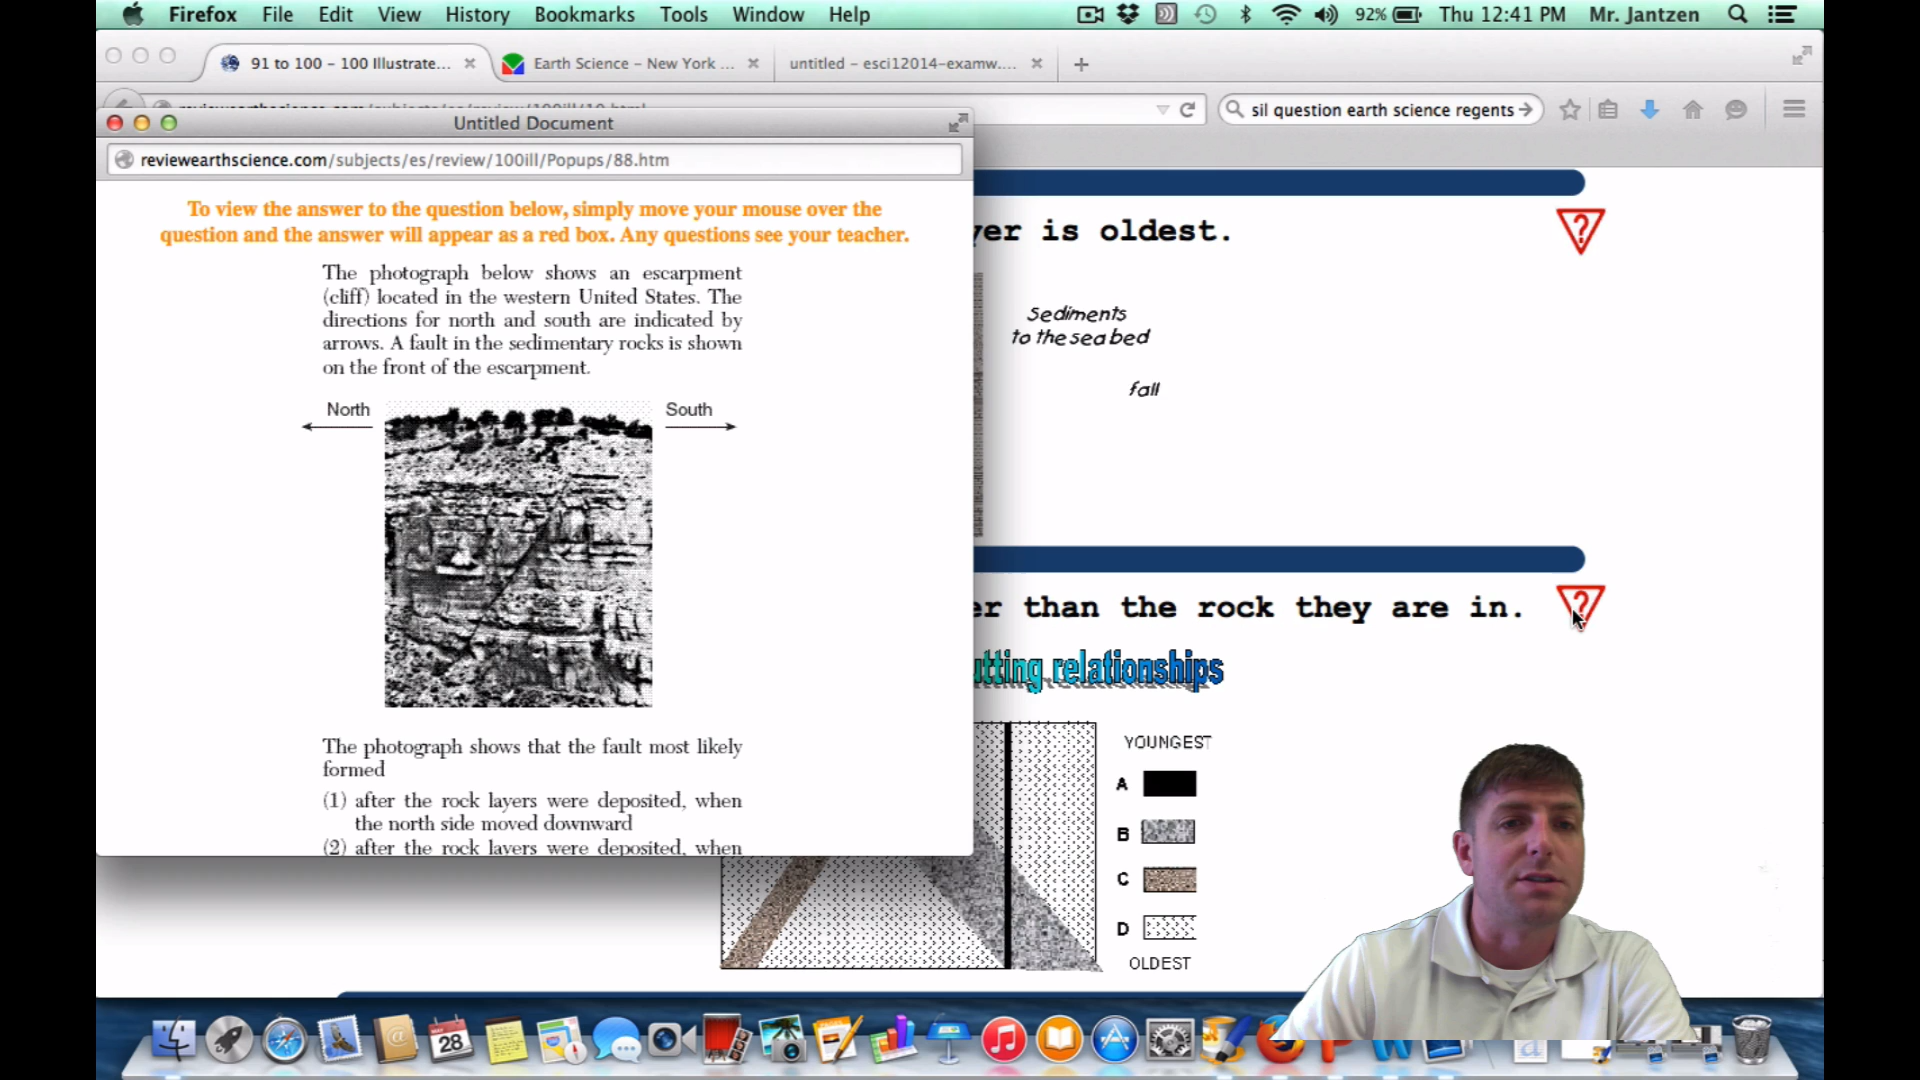 Firefox File Edit View History Bookmarks Tools Window Help 92% Thu 12:41 PM Mr. Jantzen
91 to 100 – 100 Illustrate... Earth Science – New York ... untitled – esci12014-examw....
sil question earth science regents
Untitled Document
reviewearthscience.com/subjects/es/review/100ill/Popups/88.htm
To view the answer to the question below, simply move your mouse over the
question and the answer will appear as a red box. Any questions see your teacher.
The photograph below shows an escarpment
(cliff) located in the western United States. The
directions for north and south are indicated by
arrows. A fault in the sedimentary rocks is shown
on the front of the escarpment.
North South
The photograph shows that the fault most likely
formed
(1) after the rock layers were deposited, when
the north side moved downward
(2) after the rock layers were deposited, when
is oldest.
?
Sediments
to the sea bed
fall
than the rock they are in.
?
relationships
YOUNGEST
A
B
C
D
OLDEST
MAY
28